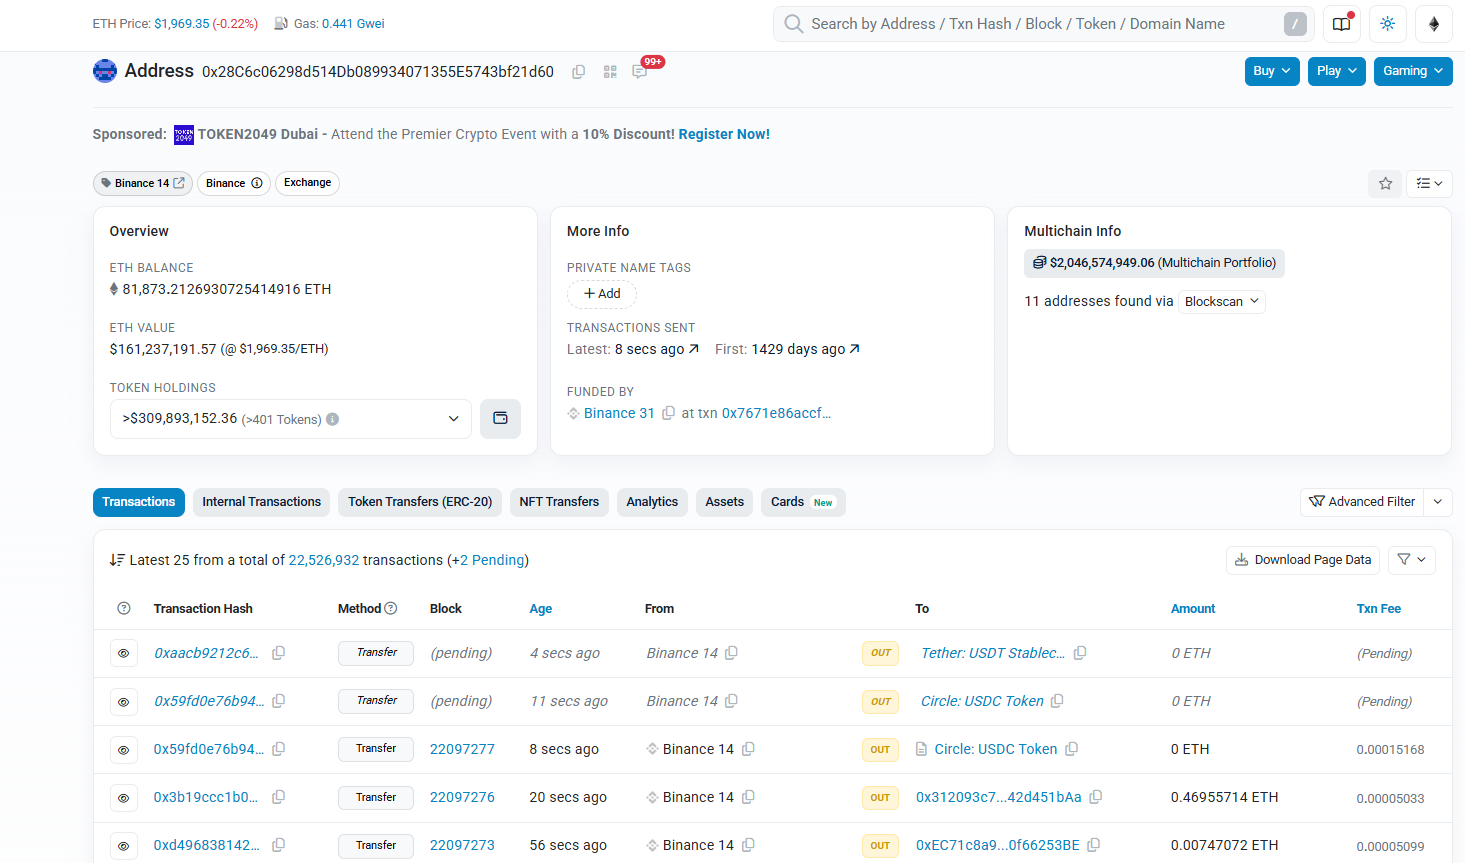 ETH Price: $1,969.35 (-0.22%) Gas: 0.441 Gwei
Search by Address / Txn Hash / Block / Token / Domain Name /
Address 0x28C6c06298d514Db089934071355E5743bf21d60 99+
Buy Play Gaming
Sponsored: TOKEN2049 TOKEN2049 Dubai - Attend the Premier Crypto Event with a 10% Discount! Register Now!
Binance 14 Binance Exchange
Overview
ETH BALANCE
81,873.2126930725414916 ETH
ETH VALUE
$161,237,191.57 (@ $1,969.35/ETH)
TOKEN HOLDINGS
>$309,893,152.36 (>401 Tokens)
More Info
PRIVATE NAME TAGS
+ Add
TRANSACTIONS SENT
Latest: 8 secs ago ↗ First: 1429 days ago ↗
FUNDED BY
Binance 31 at txn 0x7671e86accf...
Multichain Info
$2,046,574,949.06 (Multichain Portfolio)
11 addresses found via Blockscan
Transactions Internal Transactions Token Transfers (ERC-20) NFT Transfers Analytics Assets Cards New
Advanced Filter
Latest 25 from a total of 22,526,932 transactions (+2 Pending)
Download Page Data
Transaction Hash Method Block Age From To Amount Txn Fee
0xaacb9212c6... Transfer (pending) 4 secs ago Binance 14 OUT Tether: USDT Stablec... 0 ETH (Pending)
0x59fd0e76b94... Transfer (pending) 11 secs ago Binance 14 OUT Circle: USDC Token 0 ETH (Pending)
0x59fd0e76b94... Transfer 22097277 8 secs ago Binance 14 OUT Circle: USDC Token 0 ETH 0.00015168
0x3b19ccc1b0... Transfer 22097276 20 secs ago Binance 14 OUT 0x312093c7...42d451bAa 0.46955714 ETH 0.00005033
0xd496838142... Transfer 22097273 56 secs ago Binance 14 OUT 0xEC71c8a9...0f66253BE 0.00747072 ETH 0.00005099